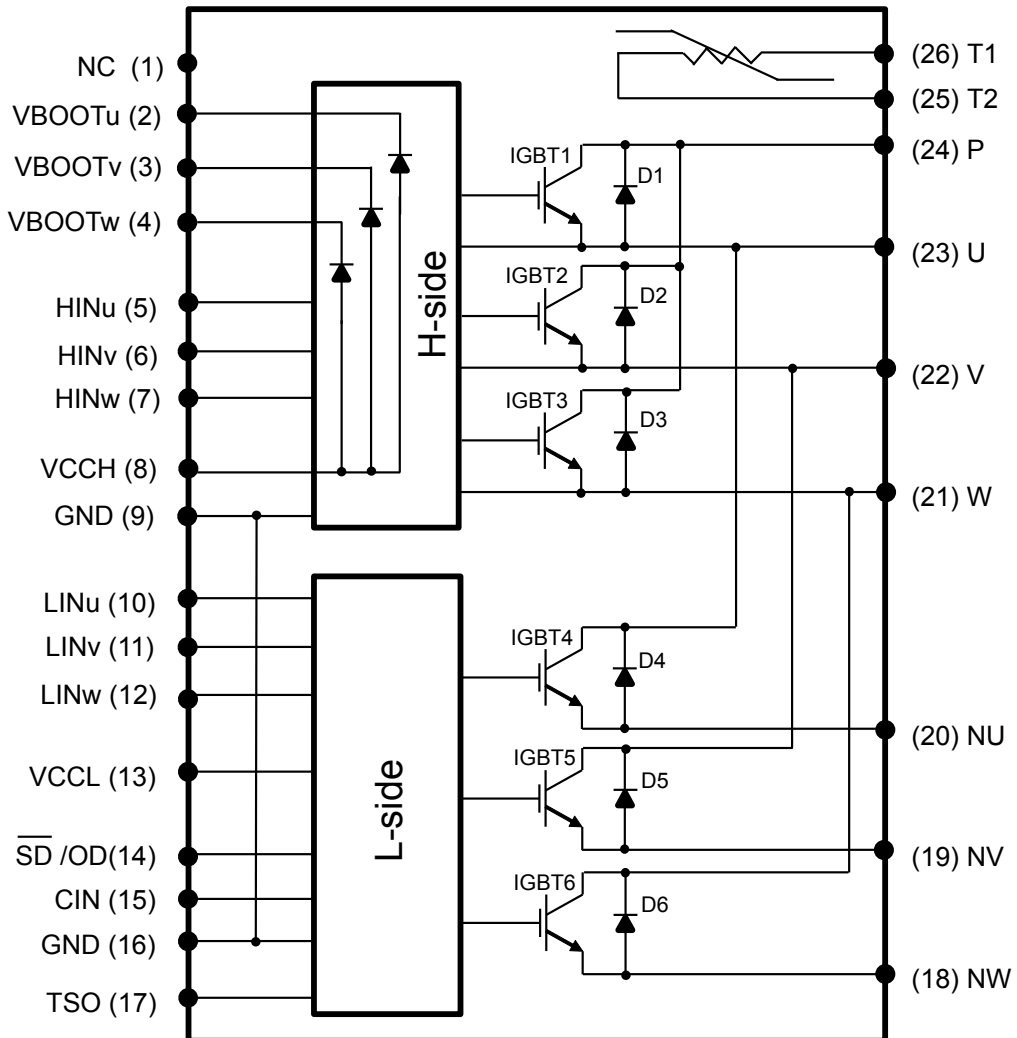 NC (1)
VBOOTu (2)
VBOOTv (3)
VBOOTw (4)
HINu (5)
HINv (6)
HINw (7)
VCCH (8)
GND (9)
LINu (10)
LINv (11)
LINw (12)
VCCL (13)
SD /OD(14)
CIN (15)
GND (16)
TSO (17)
H-side
L-side
IGBT1
D1
IGBT2
D2
IGBT3
D3
IGBT4
D4
IGBT5
D5
IGBT6
D6
(26) T1
(25) T2
(24) P
(23) U
(22) V
(21) W
(20) NU
(19) NV
(18) NW